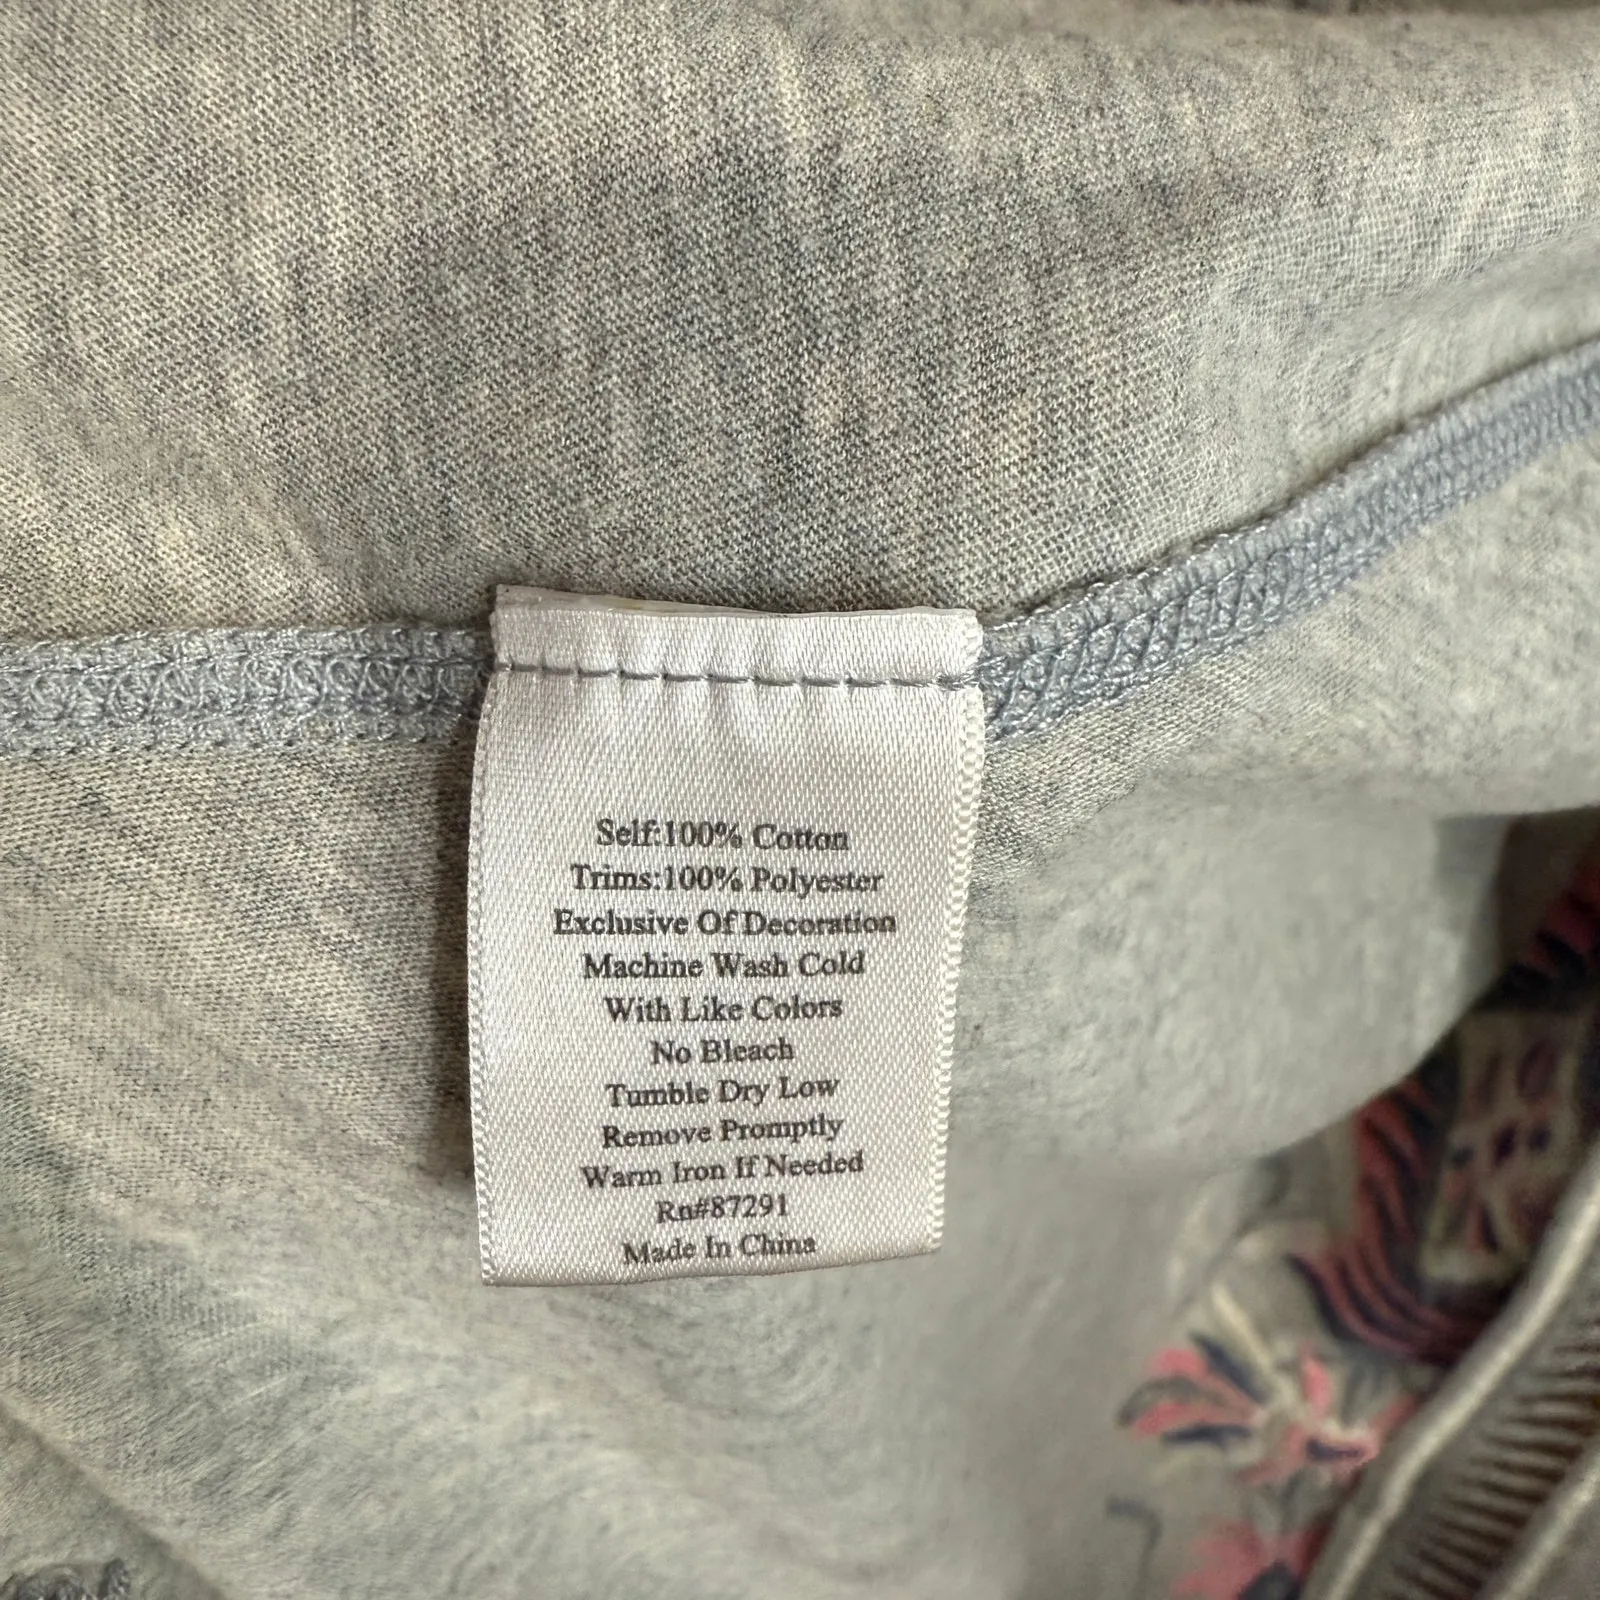 Self:100% Cotton
Trims:100% Polyester
Exclusive Of Decoration
Machine Wash Cold
With Like Colors
No Bleach
Tumble Dry Low
Remove Promptly
Warm Iron If Needed
Rn#87291
Made In China